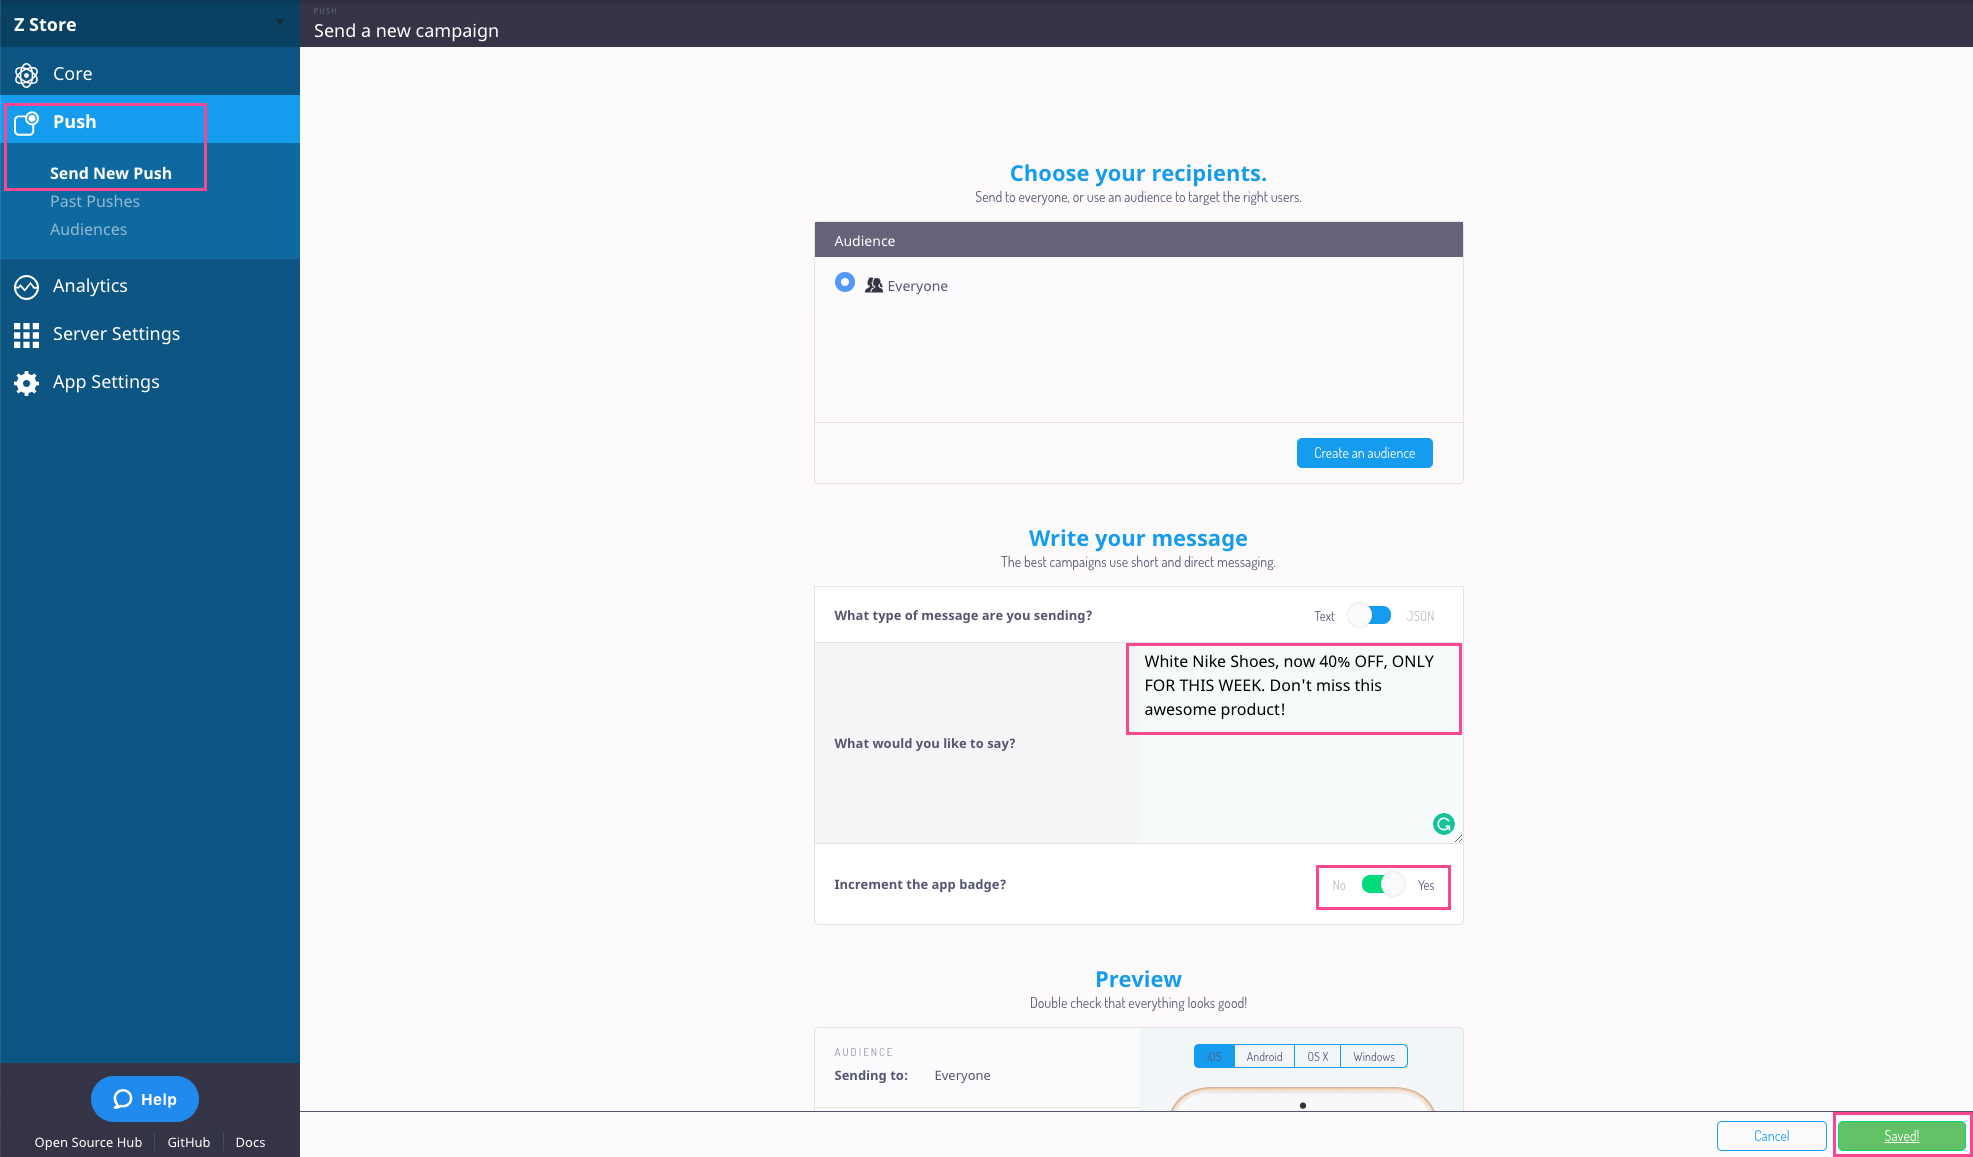 Z Store
PUSH
Send a new campaign
Core
Push
Send New Push
Past Pushes
Audiences
Analytics
Server Settings
App Settings
Help
Open Source Hub
GitHub
Docs
Choose your recipients.
Send to everyone, or use an audience to target the right users.
Audience
Everyone
Create an audience
Write your message
The best campaigns use short and direct messaging.
What type of message are you sending?
Text
JSON
What would you like to say?
White Nike Shoes, now 40% OFF, ONLY
FOR THIS WEEK. Don't miss this
awesome product!
Increment the app badge?
No
Yes
Preview
Double check that everything looks good!
AUDIENCE
Sending to:
Everyone
iOS
Android
OS X
Windows
Cancel
Saved!